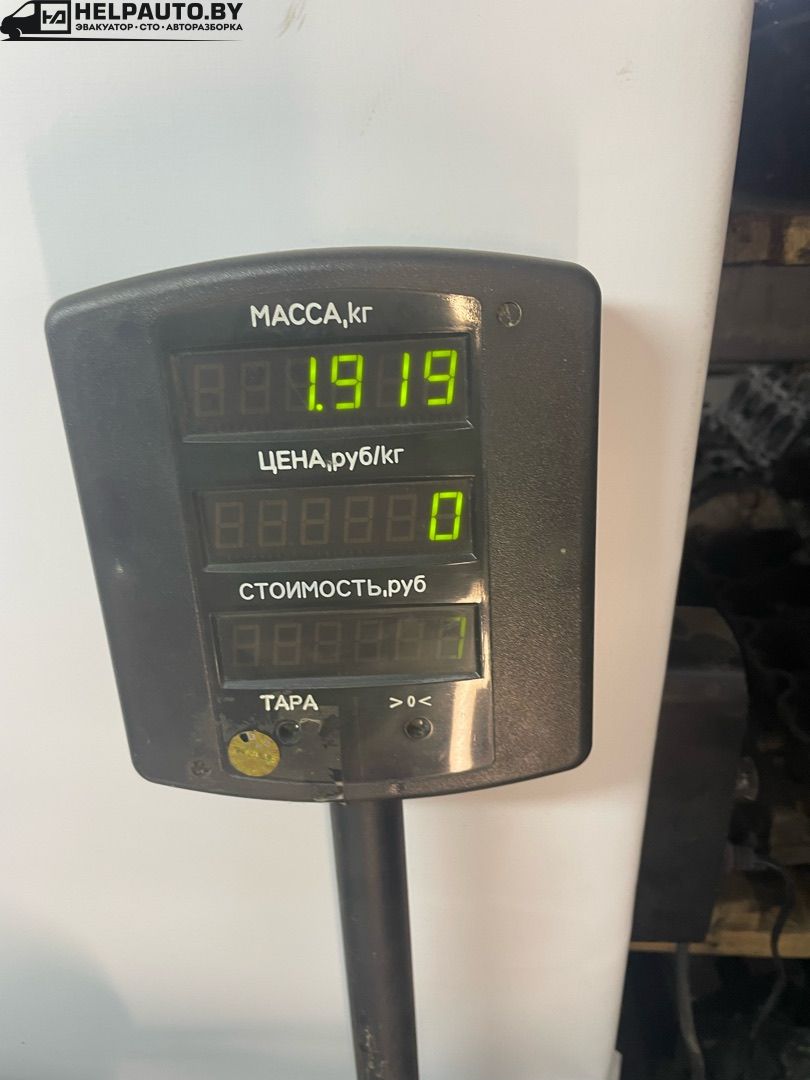 HELPAUTO.BY
ЭВАКУАТОР • СТО • АВТОРАЗБОРКА
МАССА,кг
1.919
ЦЕНА,руб/кг
0
СТОИМОСТЬ,руб
ТАРА >0<